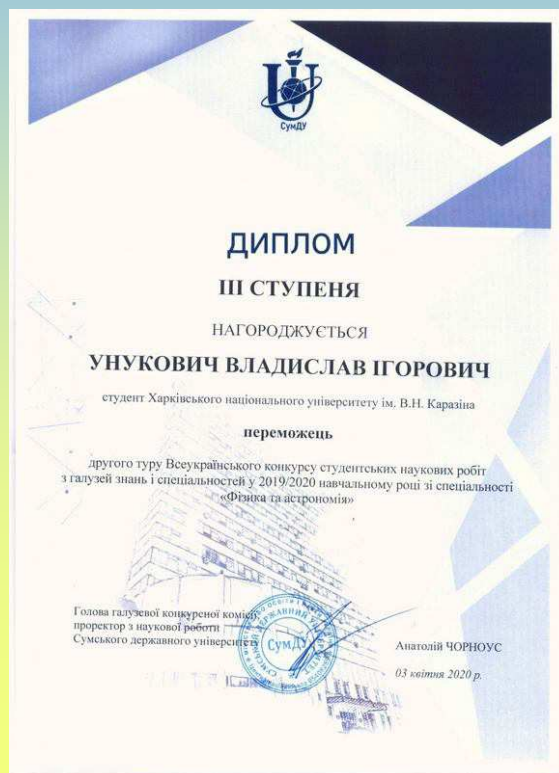 СумДУ
ДИПЛОМ
ІІІ СТУПЕНЯ
НАГОРОДЖУЄТЬСЯ
УНУКОВИЧ ВЛАДИСЛАВ ІГОРОВИЧ
студент Харківського національного університету ім. В.Н. Каразіна
переможець
другого туру Всеукраїнського конкурсу студентських наукових робіт
з галузей знань і спеціальностей у 2019/2020 навчальному році зі спеціальності
«Фізика та астрономія»
Голова галузевої конкурсної комісії,
проректор з наукової роботи
Сумського державного університету
СумДУ
Анатолій ЧОРНОУС
03 квітня 2020 р.